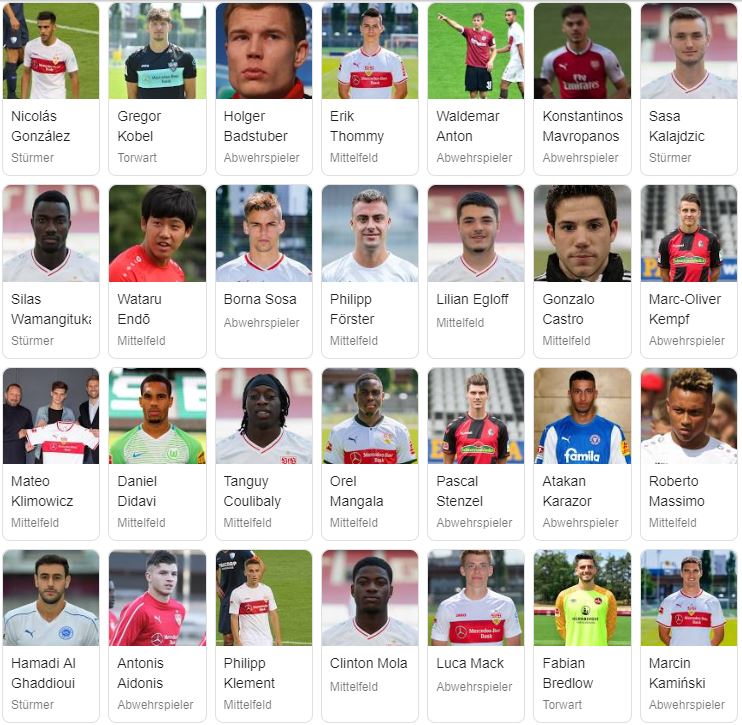 Nicolás
González
Stürmer
Gregor
Kobel
Torwart
Holger
Badstuber
Abwehrspieler
Erik
Thommy
Mittelfeld
Waldemar
Anton
Abwehrspieler
Konstantinos
Mavropanos
Abwehrspieler
Sasa
Kalajdzic
Stürmer
Silas
Wamangituka
Stürmer
Wataru
Endō
Mittelfeld
Borna Sosa
Abwehrspieler
Philipp
Förster
Mittelfeld
Lilian Egloff
Mittelfeld
Gonzalo
Castro
Mittelfeld
Marc-Oliver
Kempf
Abwehrspieler
Mateo
Klimowicz
Mittelfeld
Daniel
Didavi
Mittelfeld
Tanguy
Coulibaly
Mittelfeld
Orel
Mangala
Mittelfeld
Pascal
Stenzel
Abwehrspieler
famila
Atakan
Karazor
Abwehrspieler
Roberto
Massimo
Mittelfeld
Hamadi Al
Ghaddioui
Stürmer
Antonis
Aidonis
Abwehrspieler
Philipp
Klement
Mittelfeld
Clinton Mola
Mittelfeld
Luca Mack
Abwehrspieler
Fabian
Bredlow
Torwart
Marcin
Kamiński
Abwehrspieler